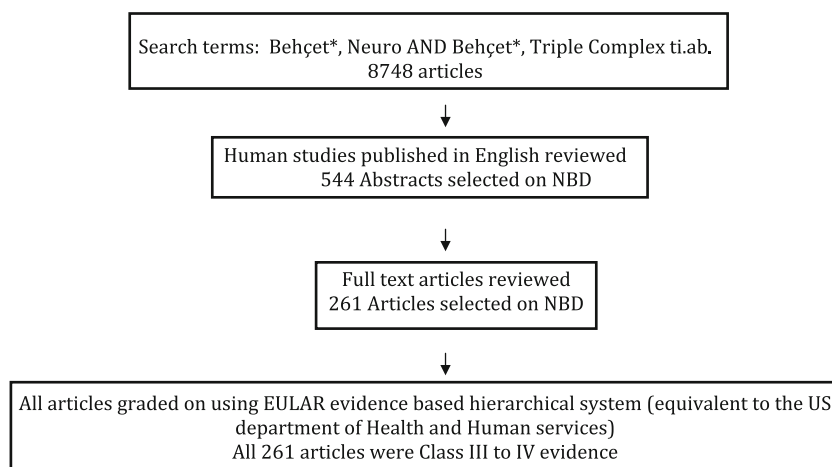 Search terms: Behçet*, Neuro AND Behçet*, Triple Complex ti.ab.
8748 articles
Human studies published in English reviewed
544 Abstracts selected on NBD
Full text articles reviewed
261 Articles selected on NBD
All articles graded on using EULAR evidence based hierarchical system (equivalent to the US
department of Health and Human services)
All 261 articles were Class III to IV evidence